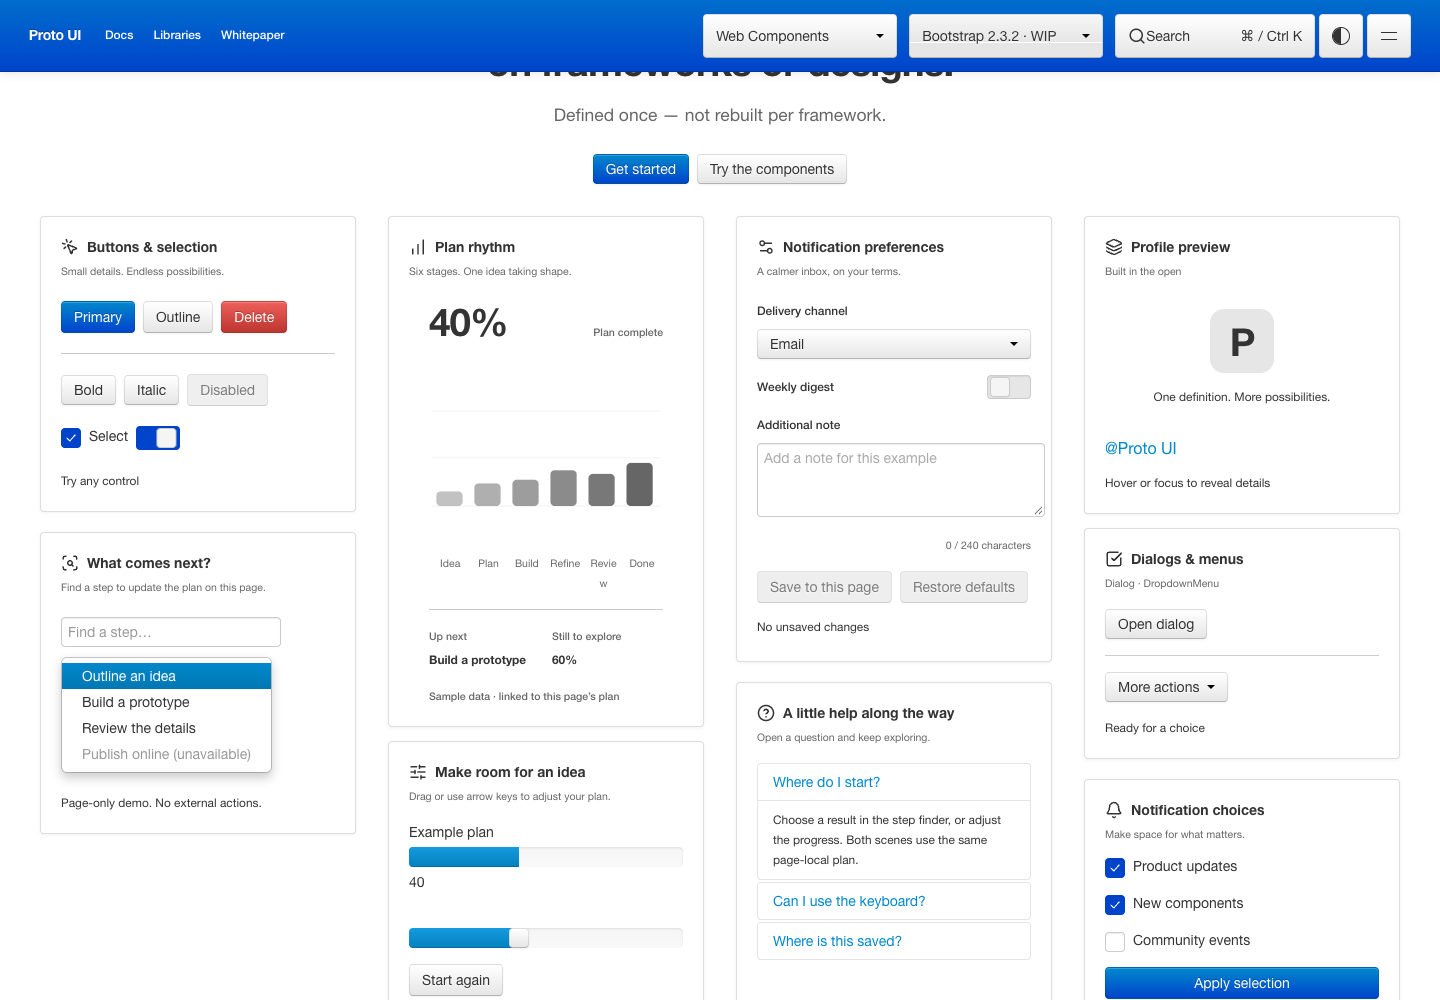 Proto UI
Docs
Libraries
Whitepaper
Web Components
Bootstrap 2.3.2 · WIP
Search
⌘ / Ctrl K
on frameworks or designs.
Defined once — not rebuilt per framework.
Get started
Try the components
Buttons & selection
Small details. Endless possibilities.
Primary
Outline
Delete
Bold
Italic
Disabled
Select
Try any control
What comes next?
Find a step to update the plan on this page.
Find a step…
Outline an idea
Build a prototype
Review the details
Publish online (unavailable)
Page-only demo. No external actions.
Plan rhythm
Six stages. One idea taking shape.
40%
Plan complete
Idea
Plan
Build
Refine
Revie
w
Done
Up next
Still to explore
Build a prototype
60%
Sample data · linked to this page's plan
Make room for an idea
Drag or use arrow keys to adjust your plan.
Example plan
40
Start again
Notification preferences
A calmer inbox, on your terms.
Delivery channel
Email
Weekly digest
Additional note
Add a note for this example
0 / 240 characters
Save to this page
Restore defaults
No unsaved changes
A little help along the way
Open a question and keep exploring.
Where do I start?
Choose a result in the step finder, or adjust
the progress. Both scenes use the same
page-local plan.
Can I use the keyboard?
Where is this saved?
Profile preview
Built in the open
P
One definition. More possibilities.
@Proto UI
Hover or focus to reveal details
Dialogs & menus
Dialog · DropdownMenu
Open dialog
More actions
Ready for a choice
Notification choices
Make space for what matters.
Product updates
New components
Community events
Apply selection